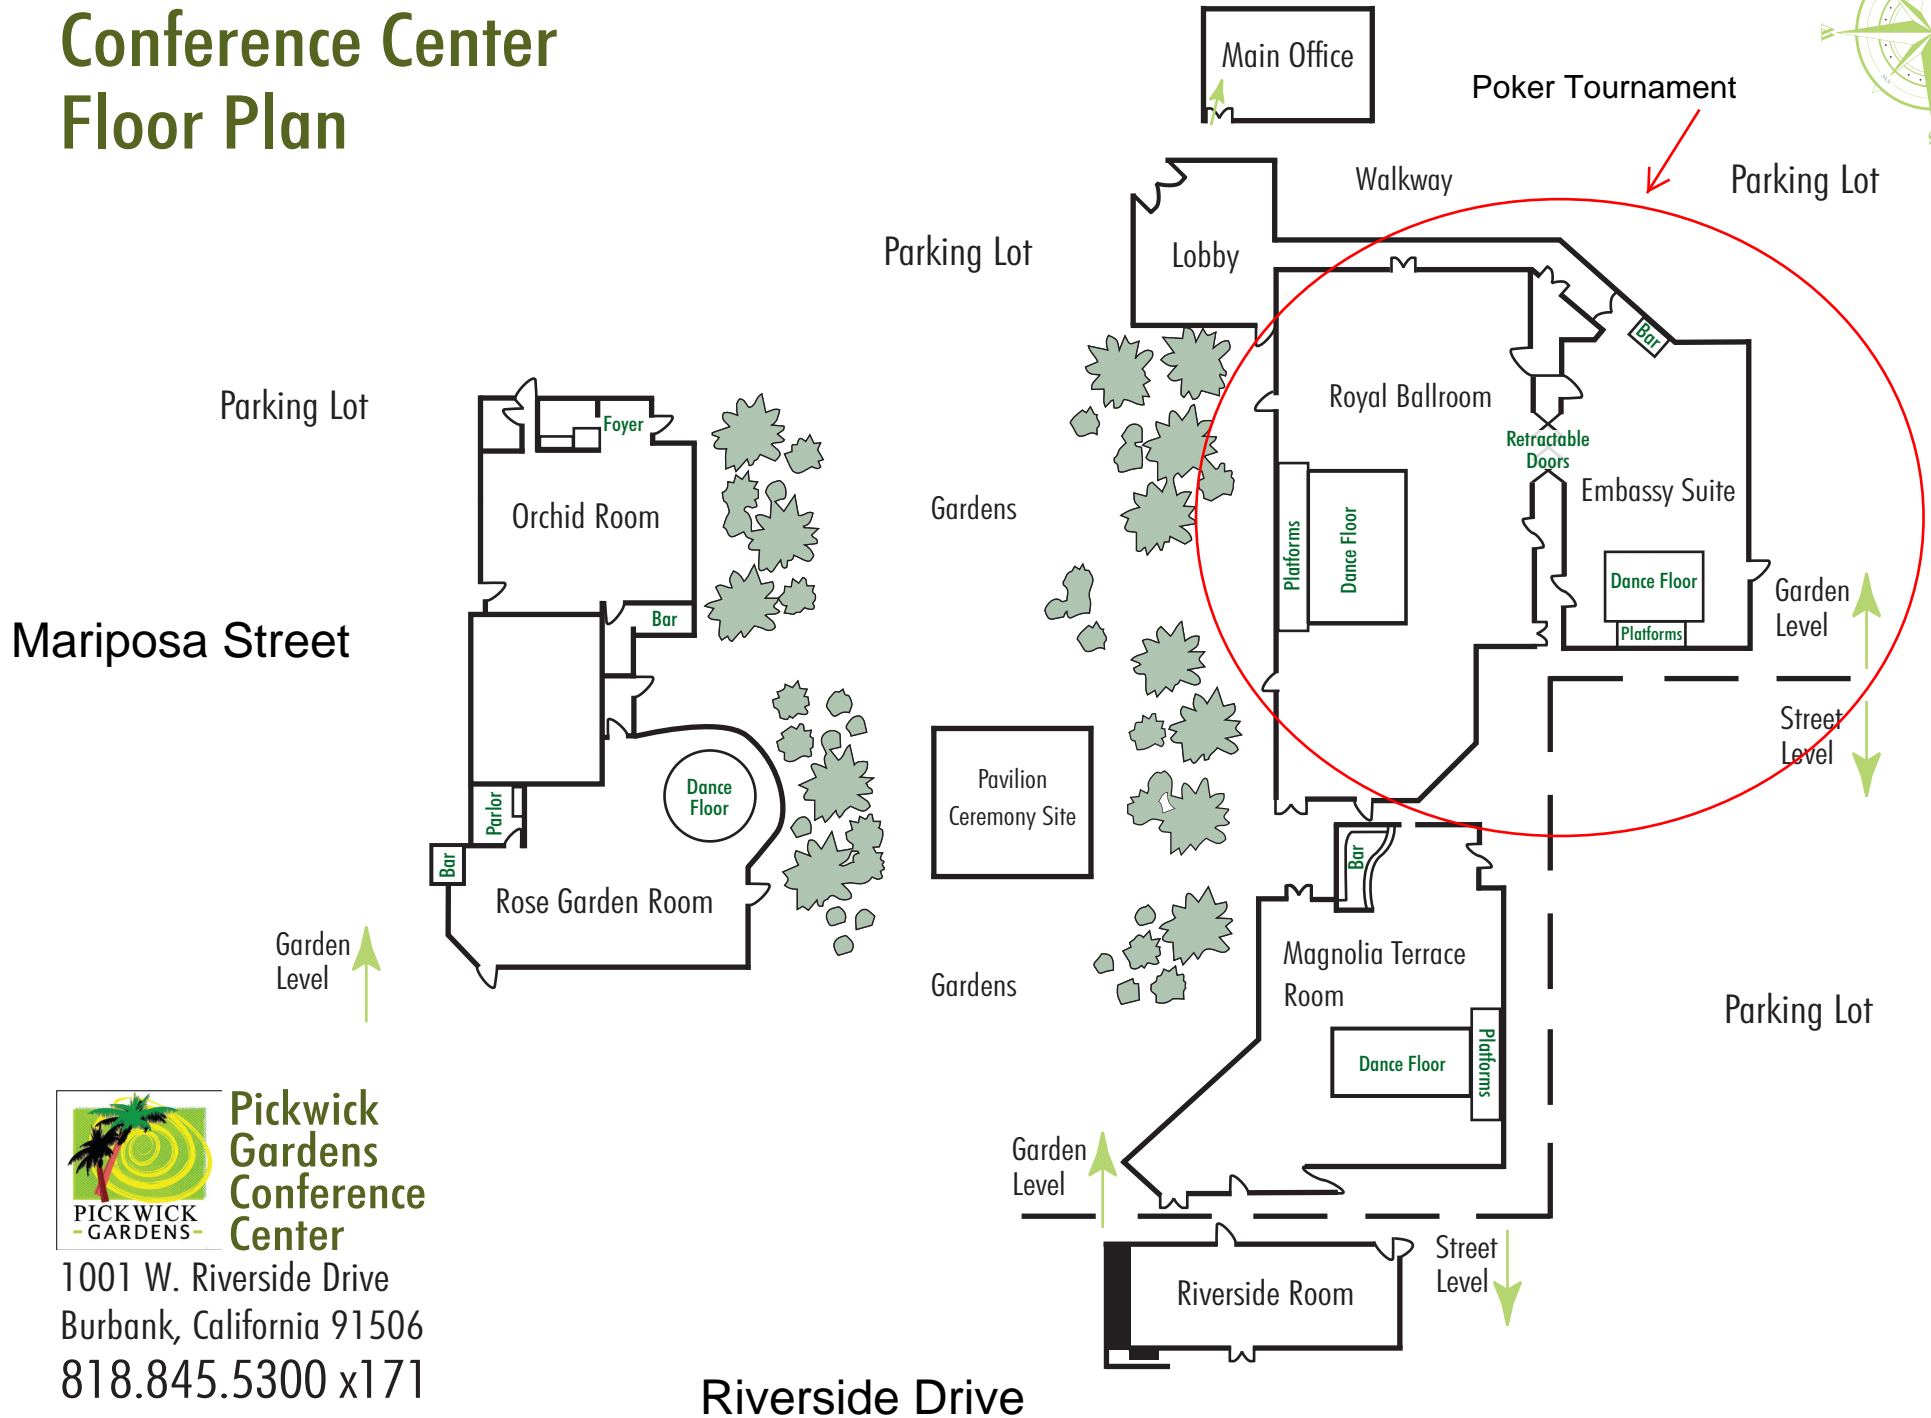 Conference Center
Floor Plan
Main Office
Poker Tournament
W
Walkway
Parking Lot
Parking Lot
Lobby
Bar
Parking Lot
Royal Ballroom
Foyer
Retractable
Doors
Orchid Room
Gardens
Embassy Suite
Platforms
Dance Floor
Dance Floor
Platforms
Garden
Level
Bar
Mariposa Street
Street
Level
Pavilion
Ceremony Site
Dance
Floor
Parlor
Bar
Bar
Rose Garden Room
Garden
Level
Gardens
Magnolia Terrace
Room
Parking Lot
Dance Floor
Platforms
Garden
Level
Street
Level
Riverside Room
PICKWICK
-GARDENS-
Pickwick
Gardens
Conference
Center
1001 W. Riverside Drive
Burbank, California 91506
818.845.5300 x171
Riverside Drive